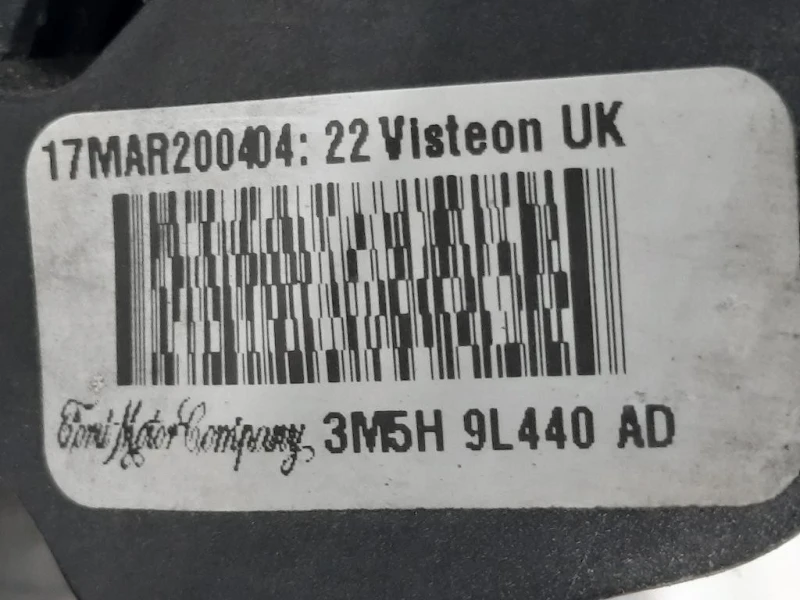 17MAR200404:22 Visteon UK
Ford Motor Company 3M5H 9L440 AD